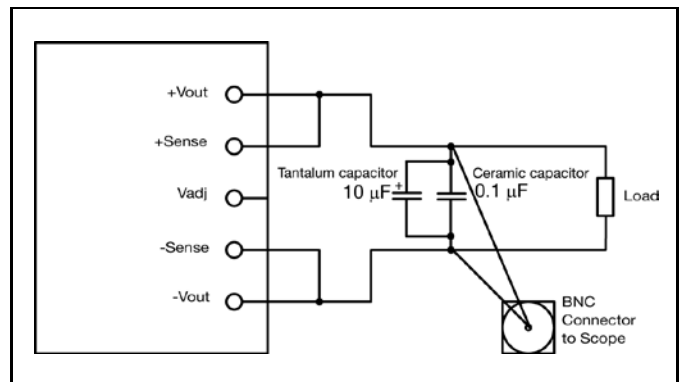 +Vout
+Sense
Vadj
-Sense
-Vout
Tantalum capacitor
10 µF
+
Ceramic capacitor
0.1 µF
Load
BNC
Connector
to Scope